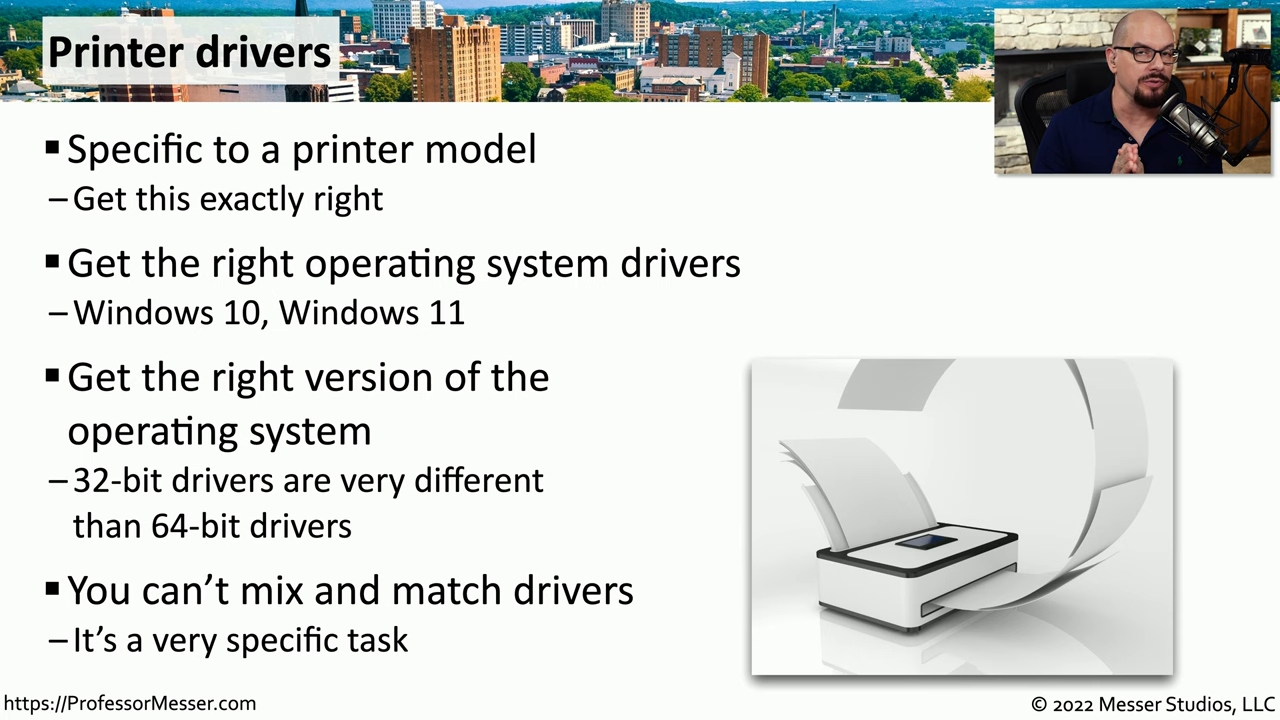 Printer drivers
▪ Specific to a printer model
– Get this exactly right
▪ Get the right operating system drivers
– Windows 10, Windows 11
▪ Get the right version of the
operating system
– 32-bit drivers are very different
than 64-bit drivers
▪ You can’t mix and match drivers
– It’s a very specific task
https://ProfessorMesser.com
© 2022 Messer Studios, LLC